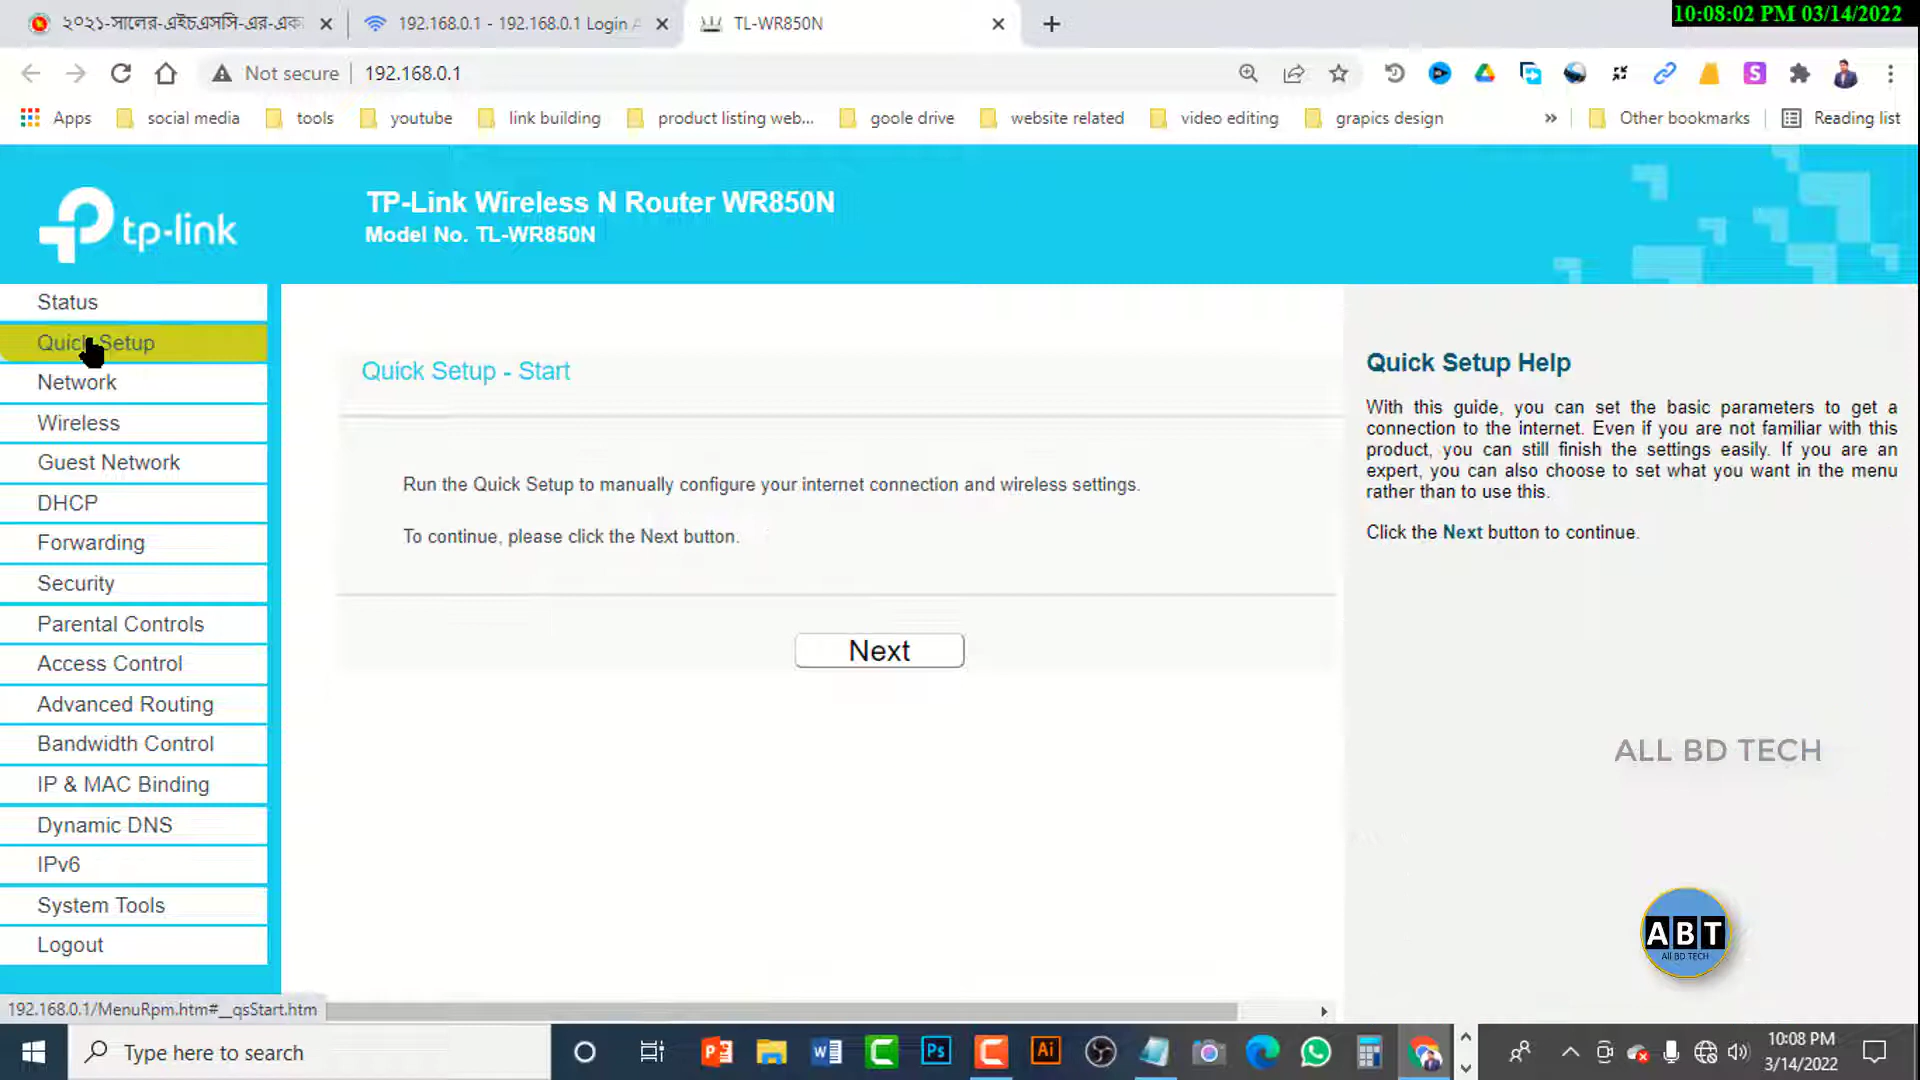 10:08:02 PM 03/14/2022
২০২১-সালের-এইচএসসি-এর-এক
192.168.0.1 - 192.168.0.1 Login A
TL-WR850N
Not secure
192.168.0.1
Apps
social media
tools
youtube
link building
product listing web...
goole drive
website related
video editing
grapics design
»
Other bookmarks
Reading list
tp-link
TP-Link Wireless N Router WR850N
Model No. TL-WR850N
Status
Quick Setup
Network
Wireless
Guest Network
DHCP
Forwarding
Security
Parental Controls
Access Control
Advanced Routing
Bandwidth Control
IP & MAC Binding
Dynamic DNS
IPv6
System Tools
Logout
Quick Setup - Start
Run the Quick Setup to manually configure your internet connection and wireless settings.
To continue, please click the Next button.
Next
Quick Setup Help
With this guide, you can set the basic parameters to get a
connection to the internet. Even if you are not familiar with this
product, you can still finish the settings easily. If you are an
expert, you can also choose to set what you want in the menu
rather than to use this.
Click the Next button to continue.
ALL BD TECH
ABT
All BD TECH
192.168.0.1/MenuRpm.htm#__qsStart.htm
Type here to search
Ps
Ai
10:08 PM
3/14/2022